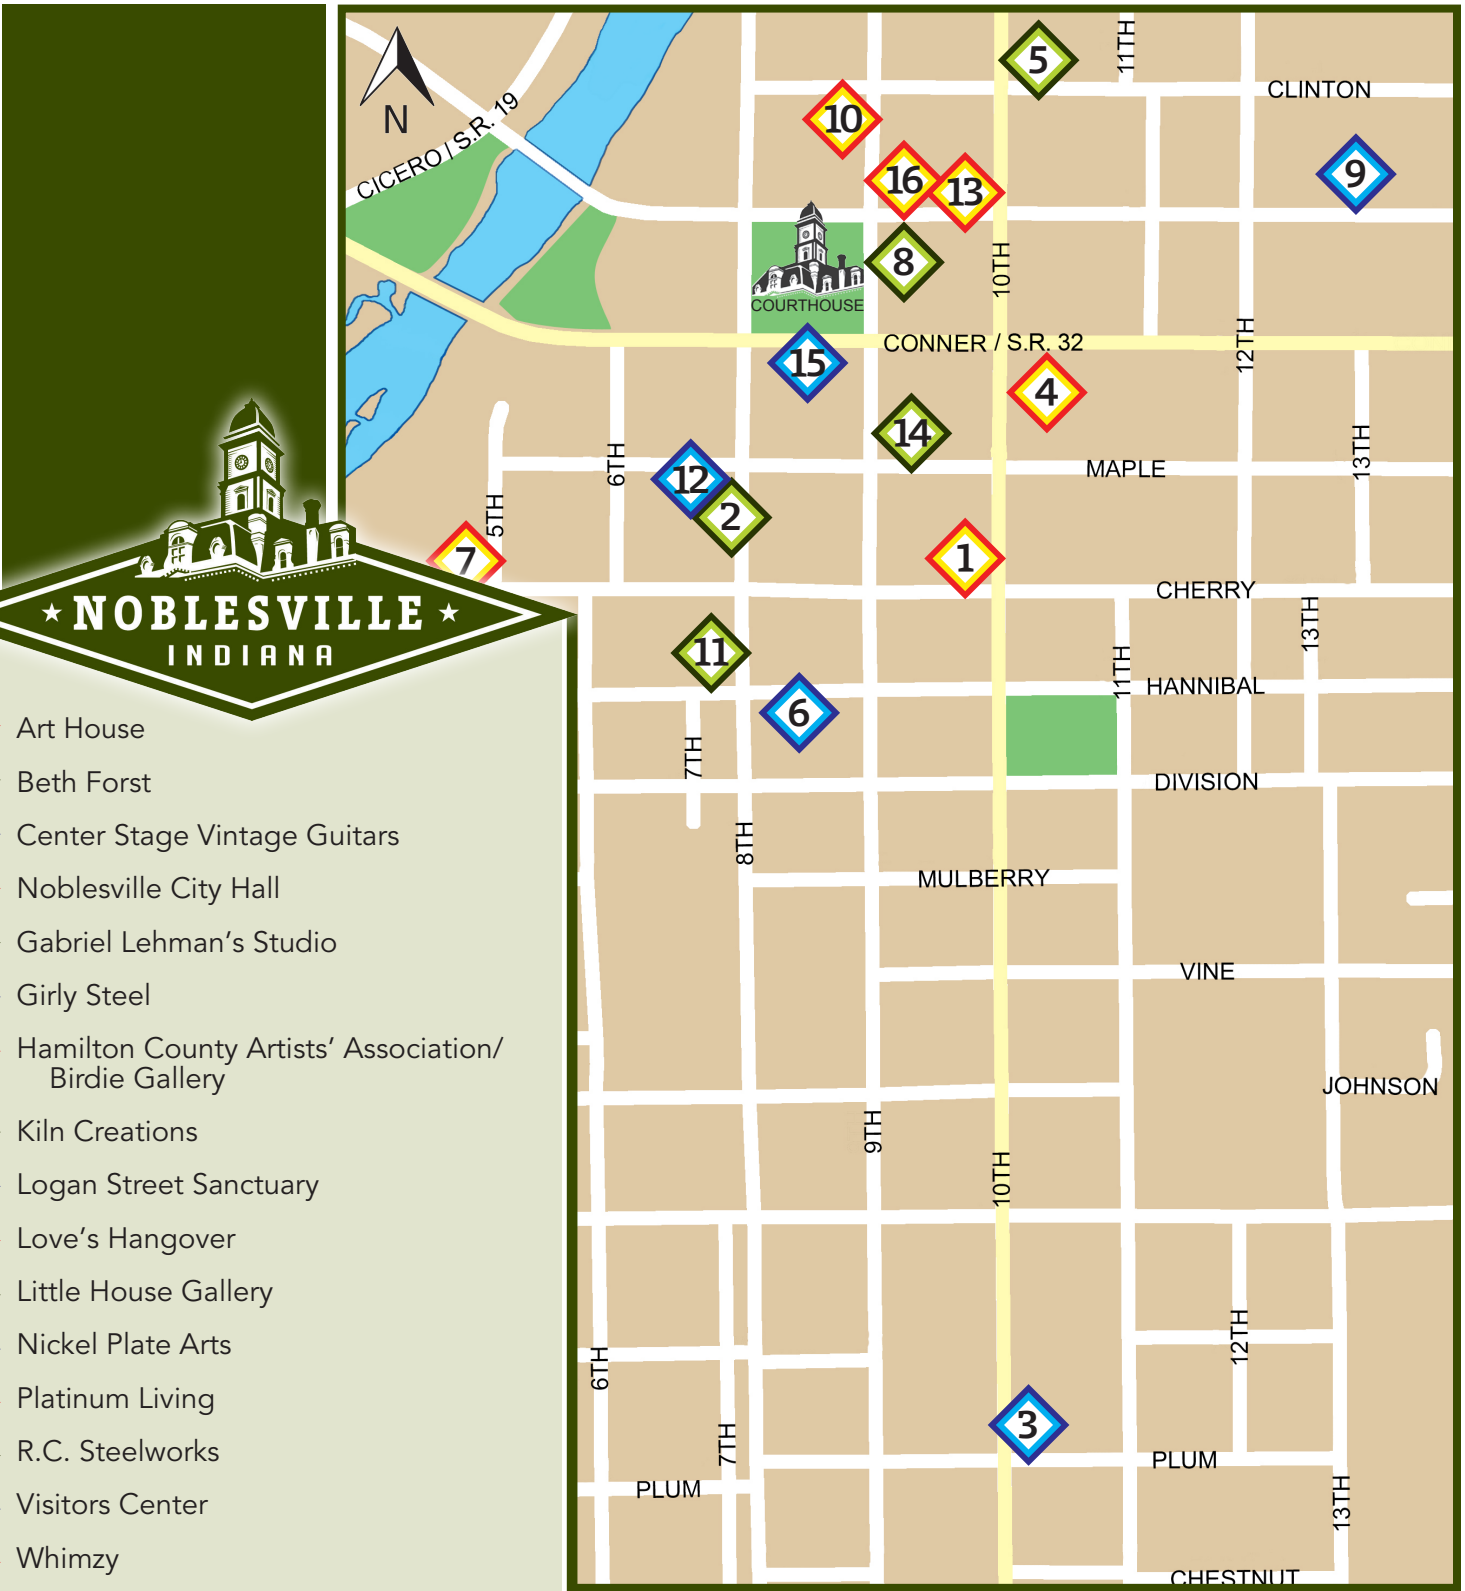 5
11TH
CLINTON
10
CICERO / S.R. 19
N
16
13
9
8
10TH
COURTHOUSE
CONNER / S.R. 32
12TH
15
4
14
6TH
MAPLE
13TH
12
2
5TH
7
1
CHERRY
★ NOBLESVILLE ★
INDIANA
11
13TH
11TH
HANNIBAL
6
7TH
DIVISION
8TH
MULBERRY
VINE
JOHNSON
9TH
10TH
6TH
12TH
7TH
3
PLUM
PLUM
13TH
CHESTNUT
Art House
Beth Forst
Center Stage Vintage Guitars
Noblesville City Hall
Gabriel Lehman's Studio
Girly Steel
Hamilton County Artists' Association/
Birdie Gallery
Kiln Creations
Logan Street Sanctuary
Love's Hangover
Little House Gallery
Nickel Plate Arts
Platinum Living
R.C. Steelworks
Visitors Center
Whimzy